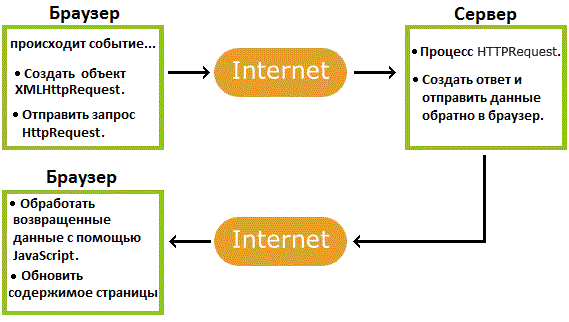 Браузер
происходит событие...
• Создать объект
XMLHttpRequest.
• Отправить запрос
HttpRequest.
Internet
Сервер
• Процесс HTTPRequest.
• Создать ответ и
отправить данные
обратно в браузер.
Браузер
• Обработать
возвращенные
данные с помощью
JavaScript.
• Обновить
содержимое страницы
Internet